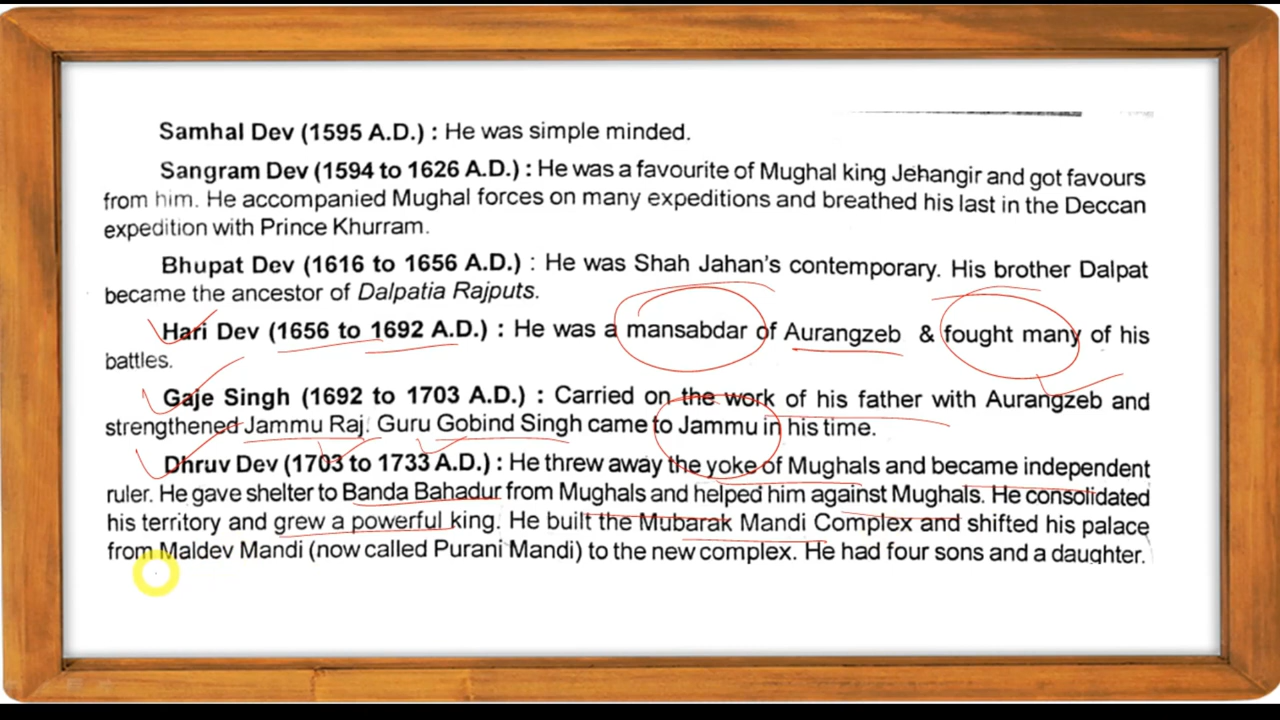 Samhal Dev (1595 A.D.) : He was simple minded.
Sangram Dev (1594 to 1626 A.D.) : He was a favourite of Mughal king Jehangir and got favours
from him. He accompanied Mughal forces on many expeditions and breathed his last in the Deccan
expedition with Prince Khurram.
Bhupat Dev (1616 to 1656 A.D.) : He was Shah Jahan's contemporary. His brother Dalpat
became the ancestor of Dalpatia Rajputs.
Hari Dev (1656 to 1692 A.D.) : He was a mansabdar of Aurangzeb & fought many of his
battles.
Gaje Singh (1692 to 1703 A.D.) : Carried on the work of his father with Aurangzeb and
strengthened Jammu Raj. Guru Gobind Singh came to Jammu in his time.
Dhruv Dev (1703 to 1733 A.D.) : He threw away the yoke of Mughals and became independent
ruler. He gave shelter to Banda Bahadur from Mughals and helped him against Mughals. He consolidated
his territory and grew a powerful king. He built the Mubarak Mandi Complex and shifted his palace
from Maldev Mandi (now called Purani Mandi) to the new complex. He had four sons and a daughter.